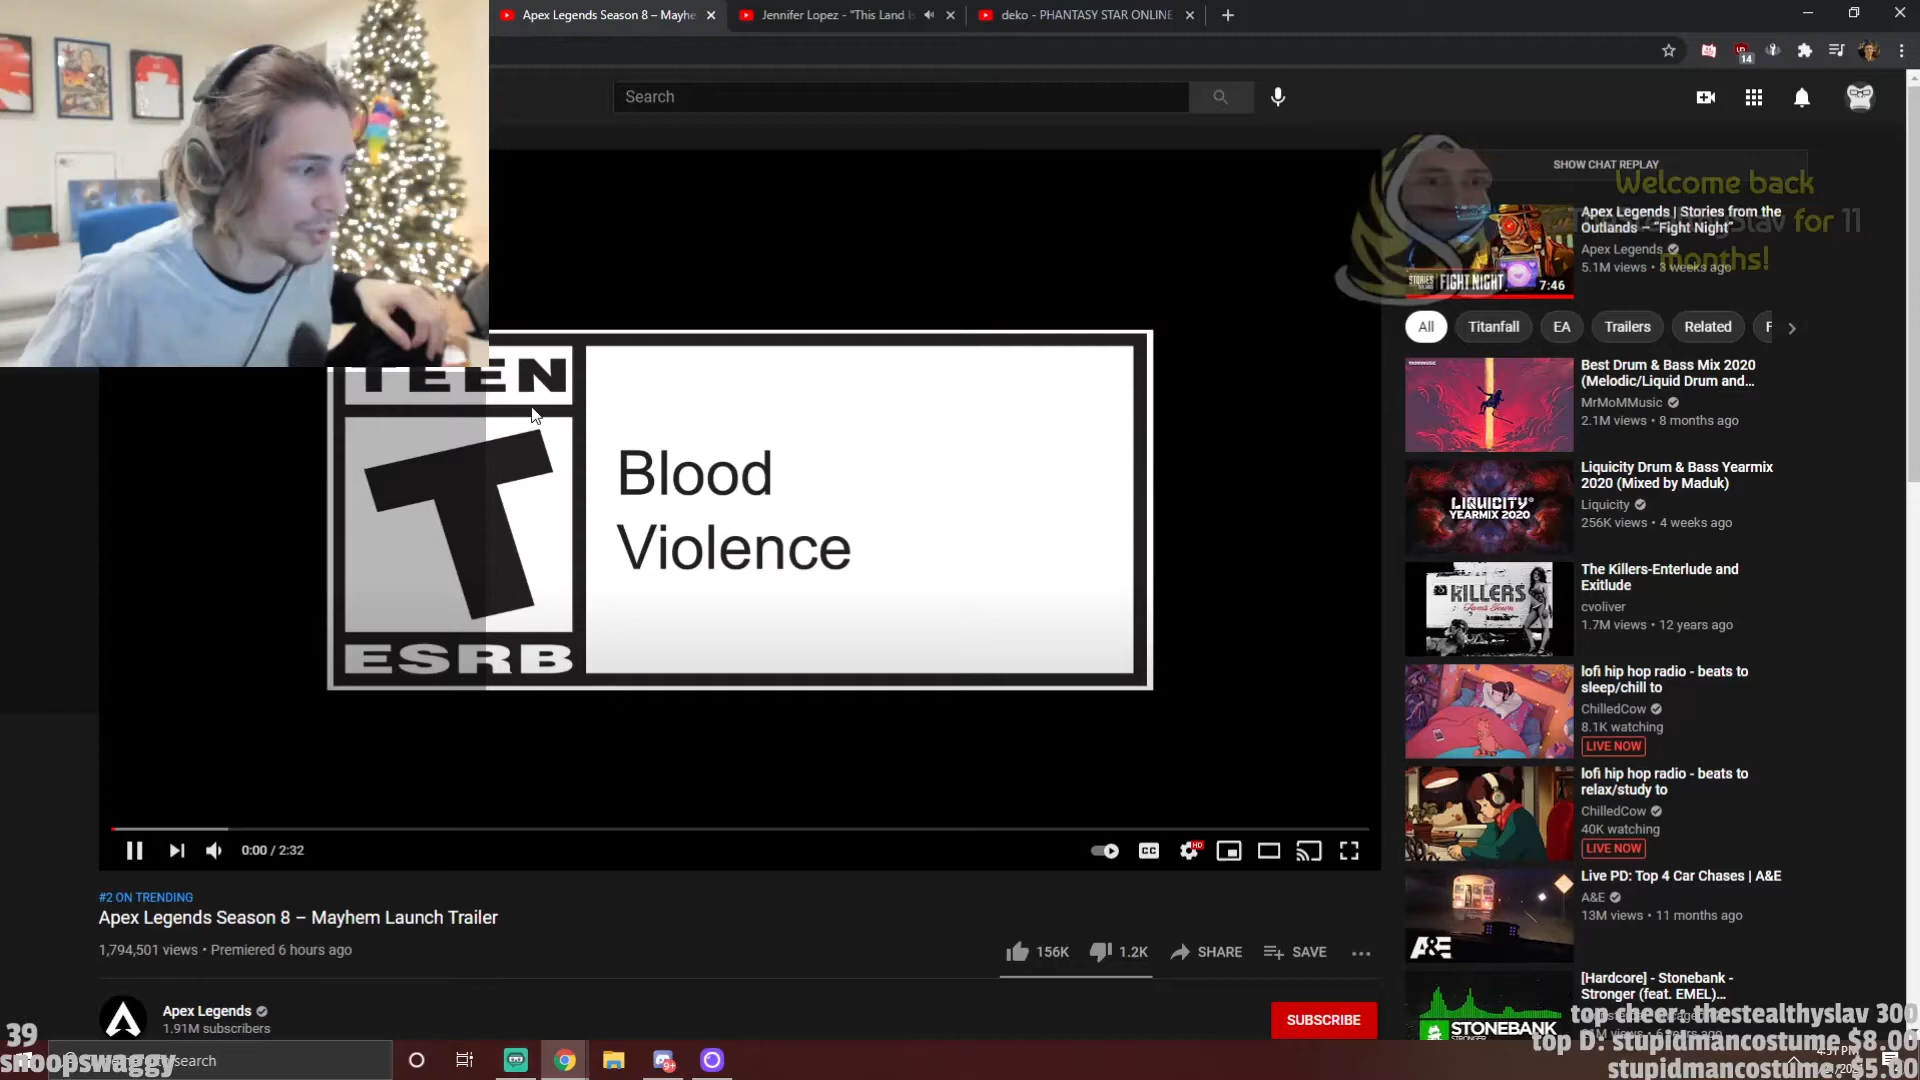 Apex Legends Season 8 – Mayhe
Jennifer Lopez - "This Land Is
deko - PHANTASY STAR ONLINE
14
Search
SHOW CHAT REPLAY
Welcome back
for 11
months!
Apex Legends | Stories from the
Outlands – "Fight Night"
Apex Legends
5.1M views • 3 weeks ago
STORIES
FIGHT NIGHT
7:46
All
Titanfall
EA
Trailers
Related
F
TEEN
T
ESRB
Blood
Violence
Best Drum & Bass Mix 2020
(Melodic/Liquid Drum and...
MrMoMMusic
2.1M views • 8 months ago
LIQUICITY
YEARMIX 2020
Liquicity Drum & Bass Yearmix
2020 (Mixed by Maduk)
Liquicity
256K views • 4 weeks ago
KILLERS
The Killers-Enterlude and
Exitlude
cvoliver
1.7M views • 12 years ago
lofi hip hop radio - beats to
sleep/chill to
ChilledCow
8.1K watching
LIVE NOW
lofi hip hop radio - beats to
relax/study to
ChilledCow
40K watching
LIVE NOW
A&E
Live PD: Top 4 Car Chases | A&E
A&E
13M views • 11 months ago
STONEBANK
[Hardcore] - Stonebank -
Stronger (feat. EMEL)...
0:00 / 2:32
CC
HD
#2 ON TRENDING
Apex Legends Season 8 – Mayhem Launch Trailer
1,794,501 views • Premiered 6 hours ago
156K
1.2K
SHARE
SAVE
Apex Legends
1.91M subscribers
SUBSCRIBE
39
snoopswaggy
search
9+
top cheer: thestealthyslav 300
top D: stupidmancostume $8.00
stupidmancostume: $5.00